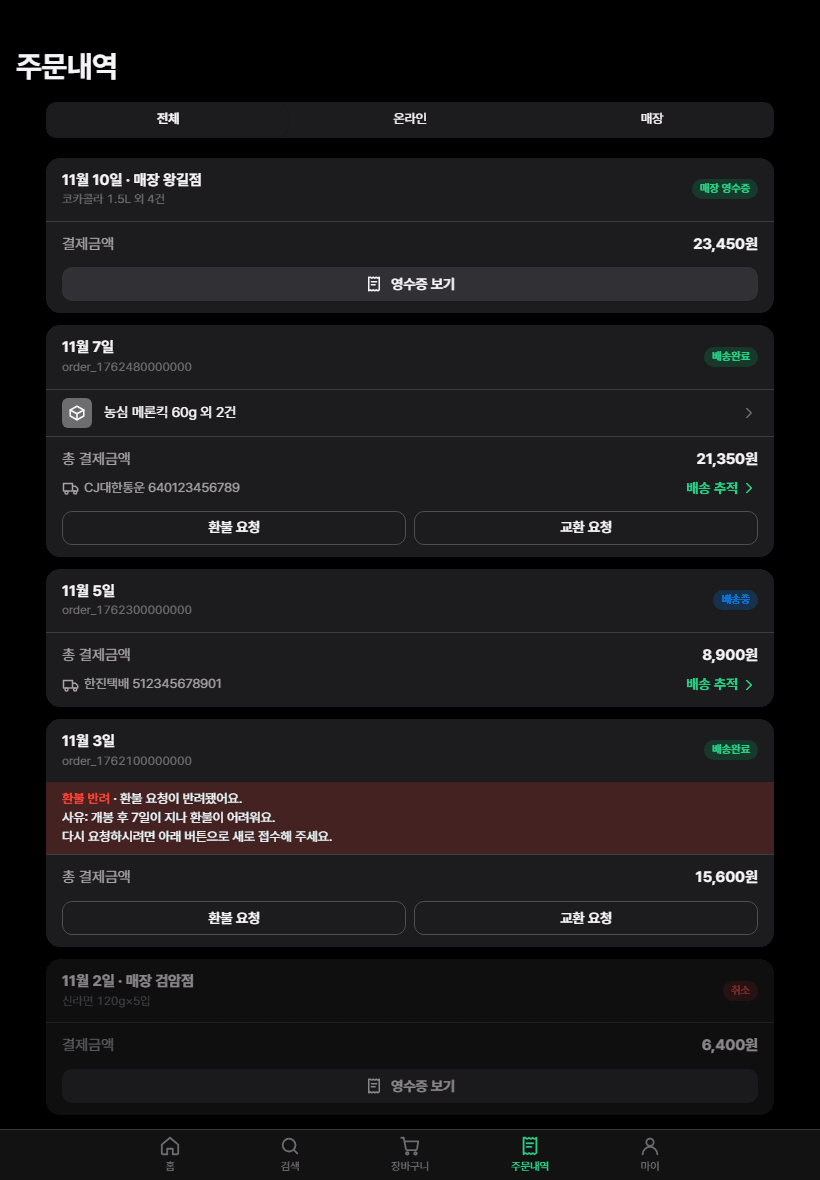 주문내역
전체 온라인 매장
11월 10일 · 매장 왕길점
매장 영수증
코카콜라 1.5L 외 4건
결제금액 23,450원
영수증 보기
11월 7일
배송완료
order_1762480000000
농심 메론킥 60g 외 2건
총 결제금액 21,350원
CJ대한통운 640123456789 배송 추적
환불 요청 교환 요청
11월 5일
배송중
order_1762300000000
총 결제금액 8,900원
한진택배 512345678901 배송 추적
11월 3일
배송완료
order_1762100000000
환불 반려 · 환불 요청이 반려됐어요.
사유: 개봉 후 7일이 지나 환불이 어려워요.
다시 요청하시려면 아래 버튼으로 새로 접수해 주세요.
총 결제금액 15,600원
환불 요청 교환 요청
11월 2일 · 매장 검암점
취소
신라면 120g×5입
결제금액 6,400원
영수증 보기
홈 검색 장바구니 주문내역 마이